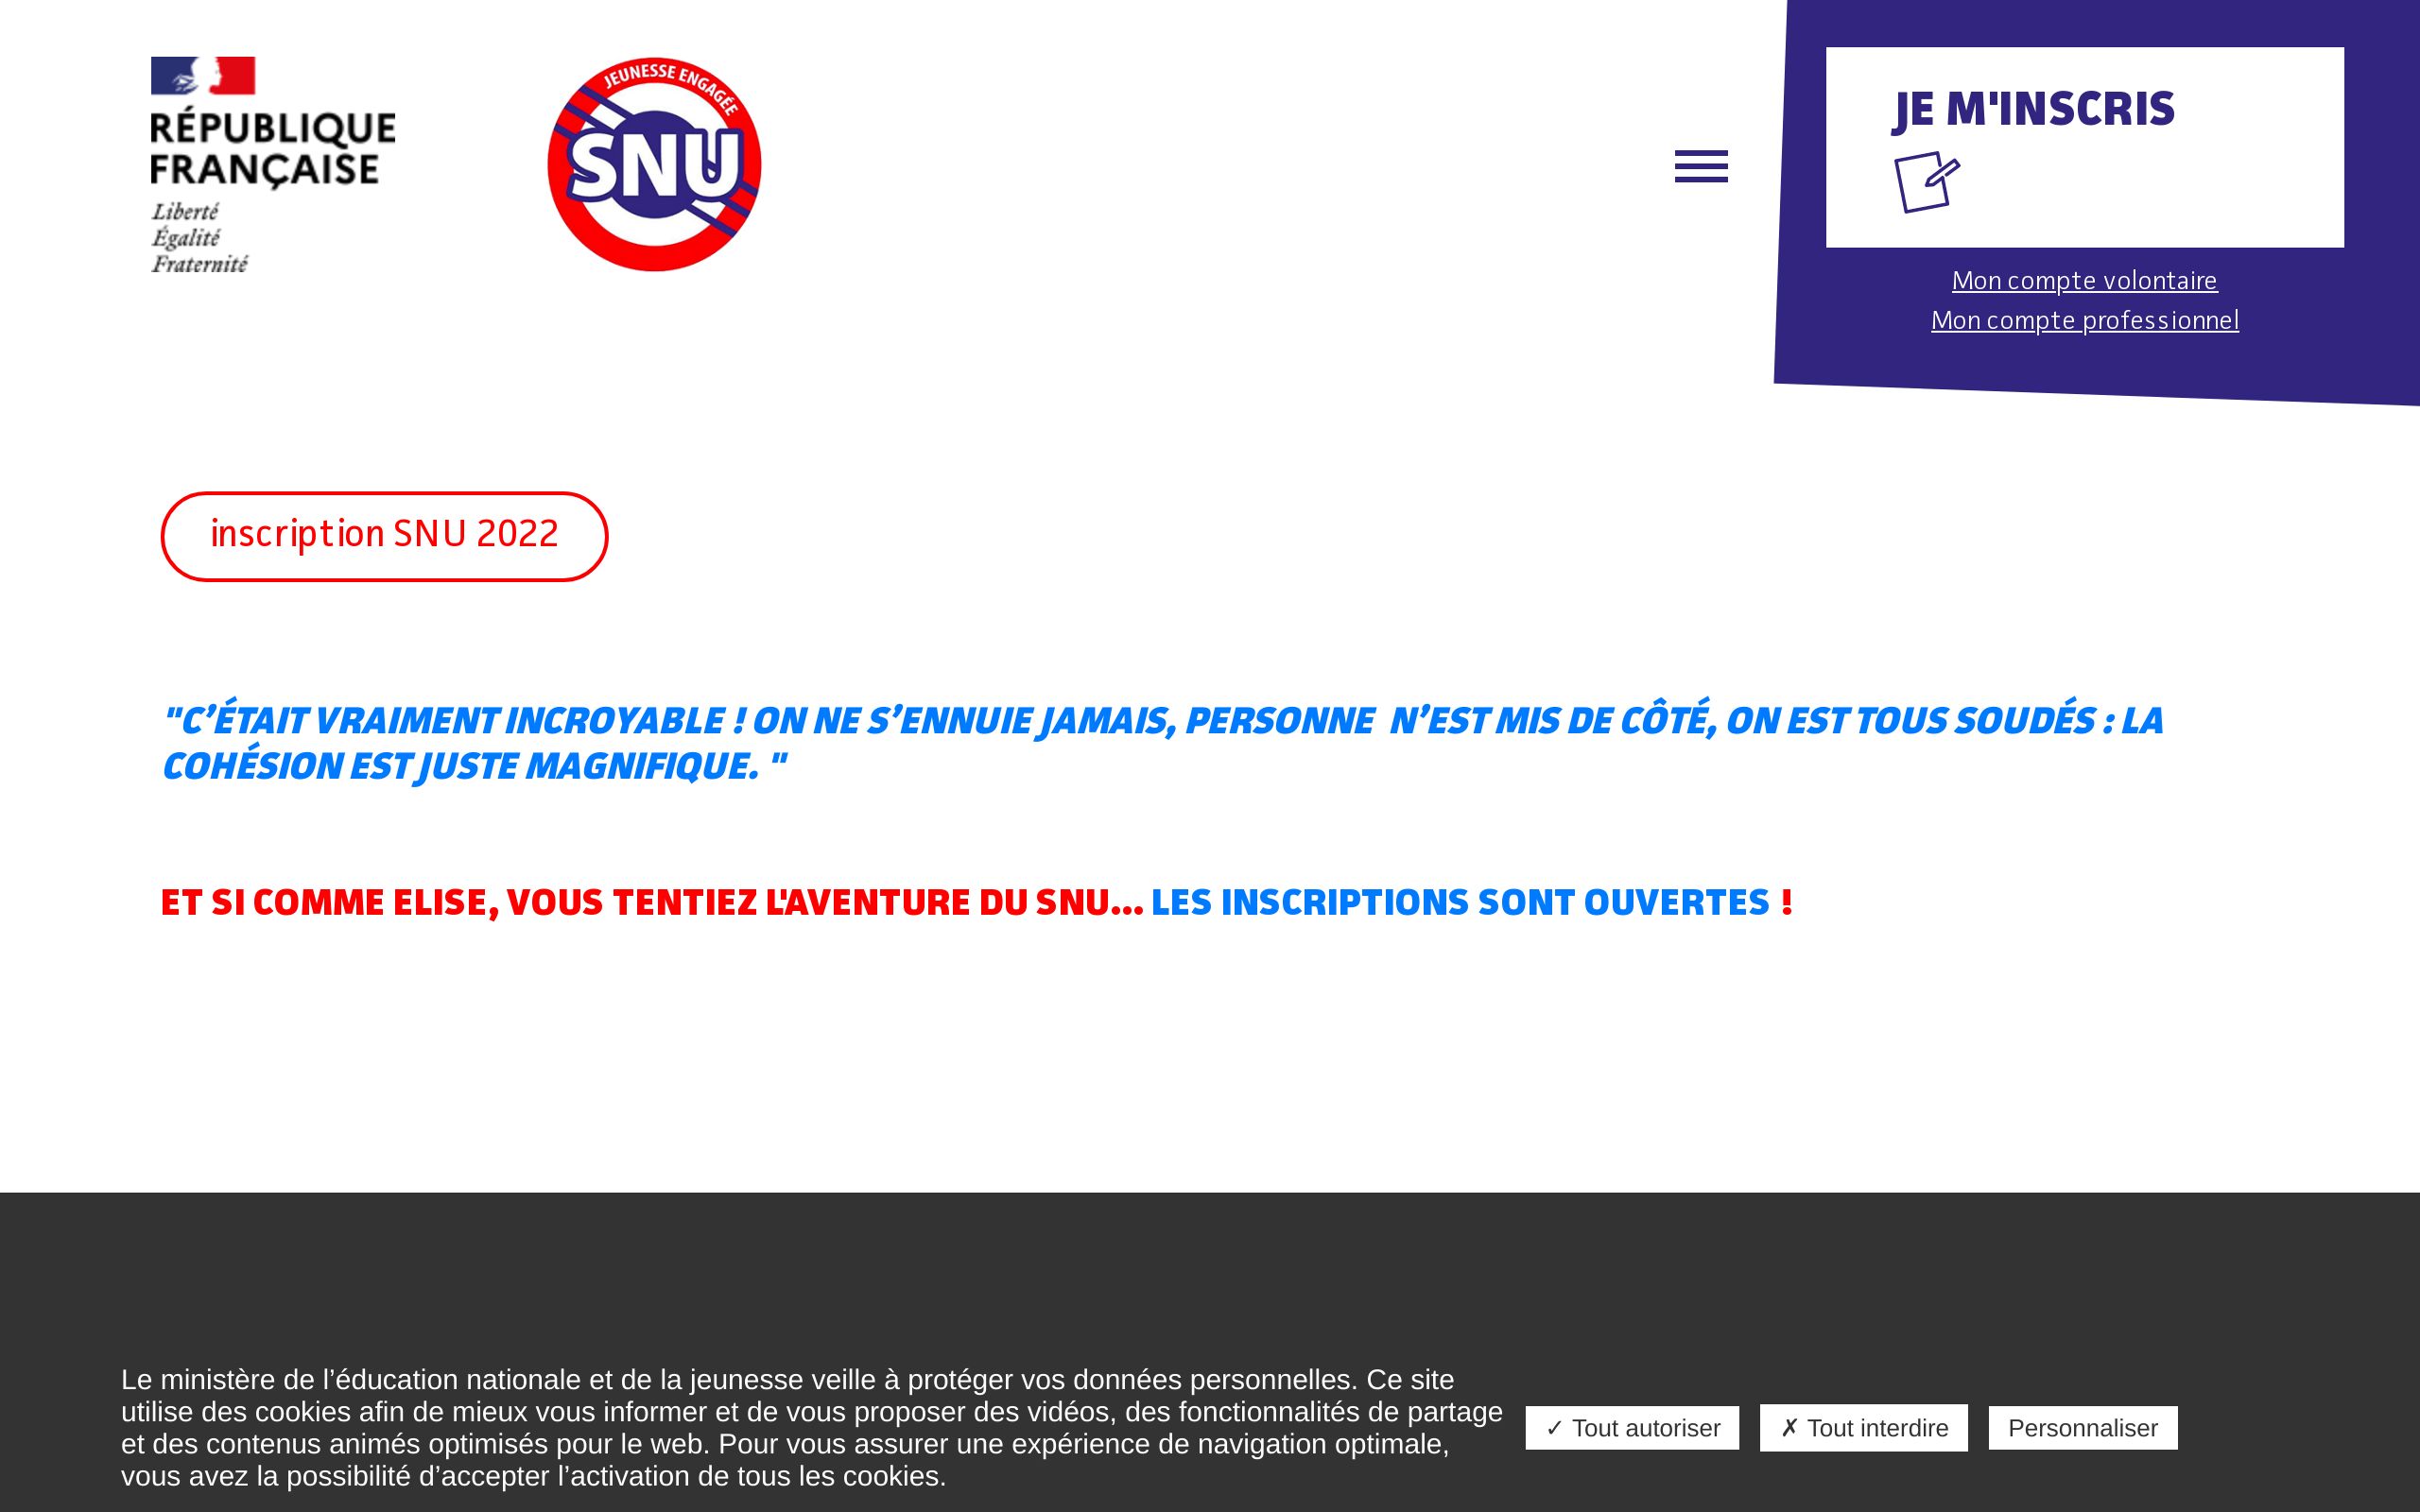 RÉPUBLIQUE
FRANÇAISE
Liberté
Égalité
Fraternité
JEUNESSE ENGAGÉE
SNU
JE M'INSCRIS
Mon compte volontaire
Mon compte professionnel
inscription SNU 2022
"C’ÉTAIT VRAIMENT INCROYABLE ! ON NE S’ENNUIE JAMAIS, PERSONNE N’EST MIS DE CÔTÉ, ON EST TOUS SOUDÉS : LA
COHÉSION EST JUSTE MAGNIFIQUE. "
ET SI COMME ELISE, VOUS TENTIEZ L'AVENTURE DU SNU... LES INSCRIPTIONS SONT OUVERTES !
Le ministère de l’éducation nationale et de la jeunesse veille à protéger vos données personnelles. Ce site
utilise des cookies afin de mieux vous informer et de vous proposer des vidéos, des fonctionnalités de partage
et des contenus animés optimisés pour le web. Pour vous assurer une expérience de navigation optimale,
vous avez la possibilité d’accepter l’activation de tous les cookies.
✓ Tout autoriser
✗ Tout interdire
Personnaliser